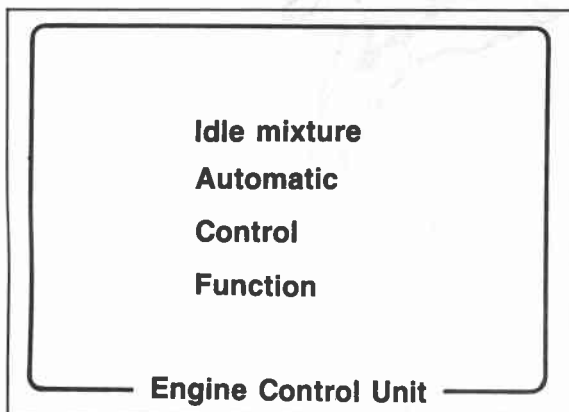 Idle mixture
Automatic
Control
Function
Engine Control Unit